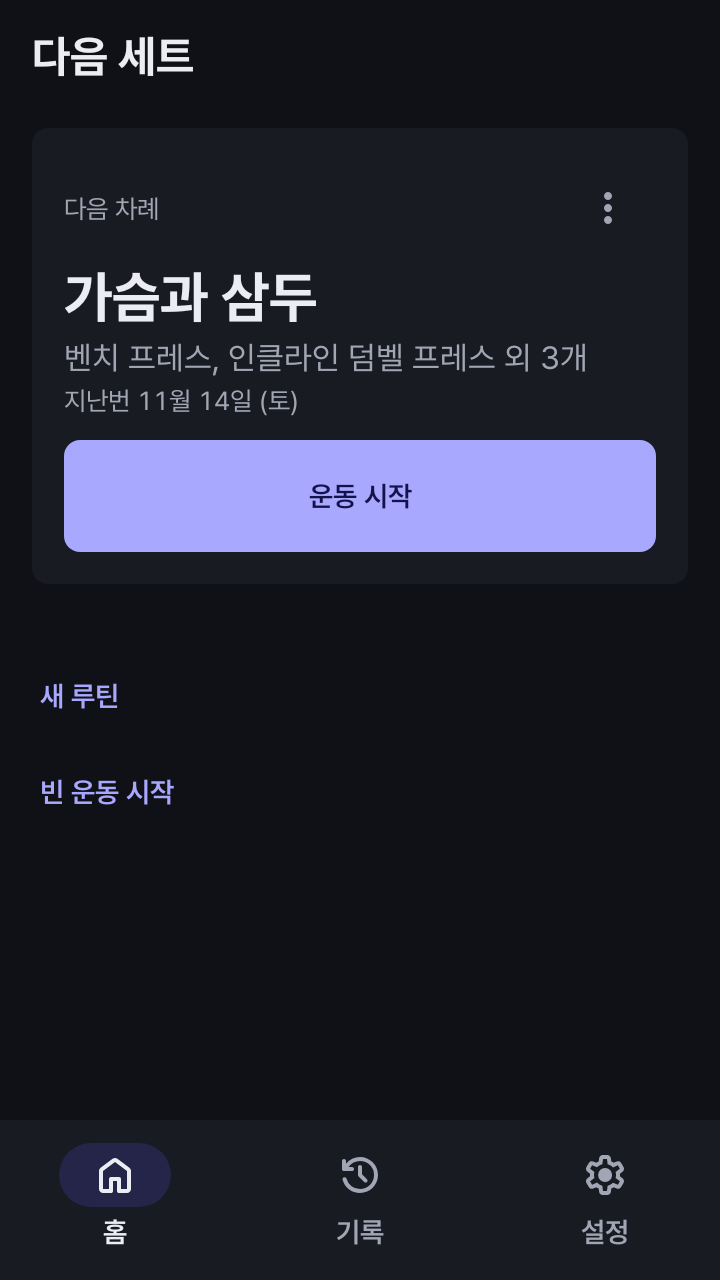 다음 세트
다음 차례
가슴과 삼두
벤치 프레스, 인클라인 덤벨 프레스 외 3개
지난번 11월 14일 (토)
운동 시작
새 루틴
빈 운동 시작
홈
기록
설정